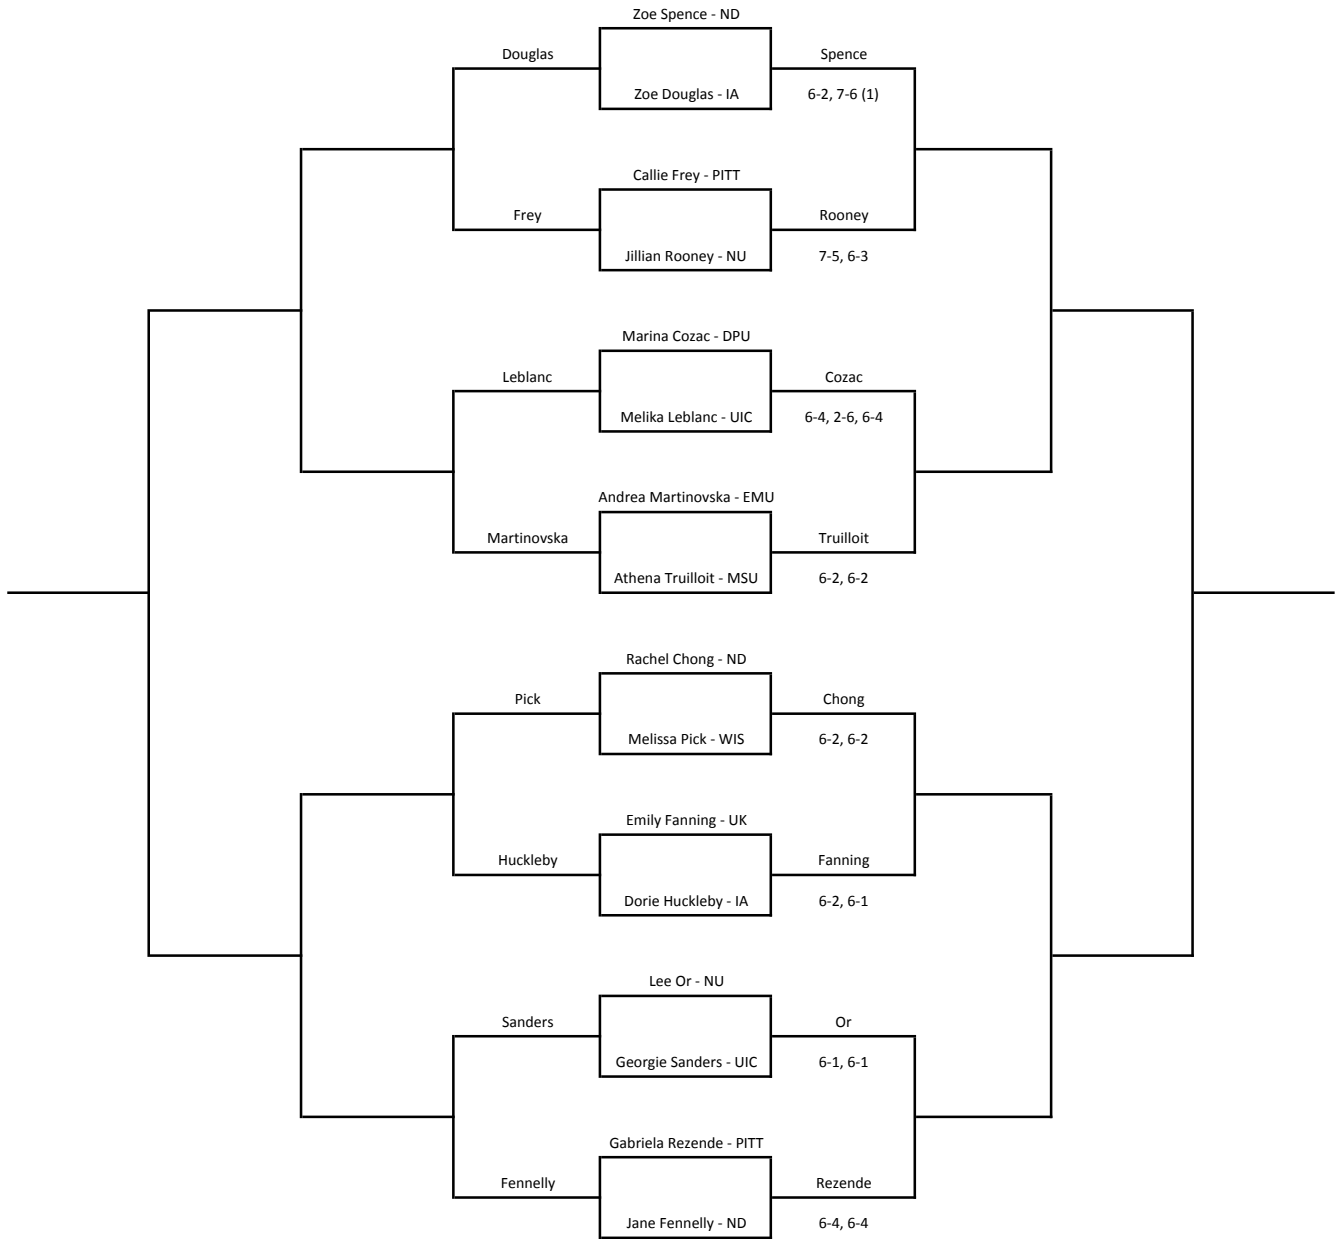 Zoe Spence - ND
Douglas
Spence
Zoe Douglas - IA
6-2, 7-6 (1)
Callie Frey - PITT
Frey
Rooney
Jillian Rooney - NU
7-5, 6-3
Marina Cozac - DPU
Leblanc
Cozac
Melika Leblanc - UIC
6-4, 2-6, 6-4
Andrea Martinovska - EMU
Martinovska
Truilloit
Athena Truilloit - MSU
6-2, 6-2
Rachel Chong - ND
Pick
Chong
Melissa Pick - WIS
6-2, 6-2
Emily Fanning - UK
Huckleby
Fanning
Dorie Huckleby - IA
6-2, 6-1
Lee Or - NU
Sanders
Or
Georgie Sanders - UIC
6-1, 6-1
Gabriela Rezende - PITT
Fennelly
Rezende
Jane Fennelly - ND
6-4, 6-4